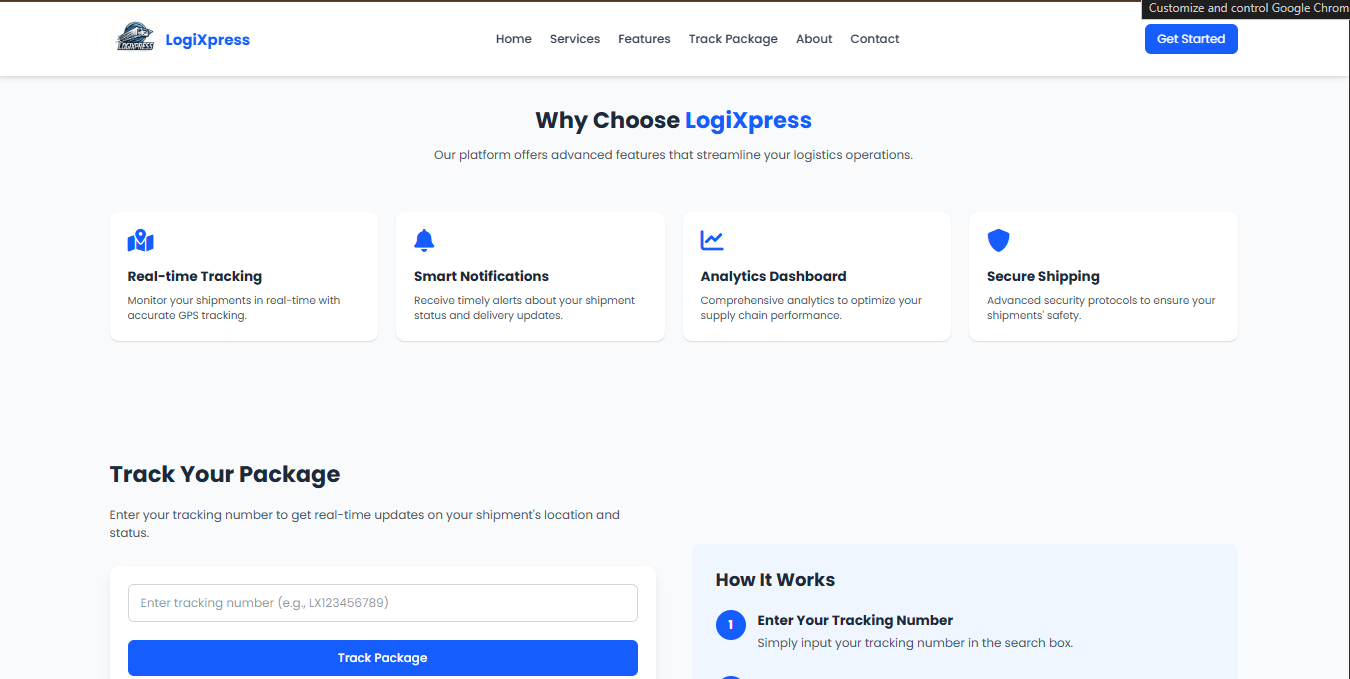 Customize and control Google Chrom
LOGIXPRESS
LogiXpress
Home Services Features Track Package About Contact
Get Started
Why Choose LogiXpress
Our platform offers advanced features that streamline your logistics operations.
Real-time Tracking
Monitor your shipments in real-time with
accurate GPS tracking.
Smart Notifications
Receive timely alerts about your shipment
status and delivery updates.
Analytics Dashboard
Comprehensive analytics to optimize your
supply chain performance.
Secure Shipping
Advanced security protocols to ensure your
shipments' safety.
Track Your Package
Enter your tracking number to get real-time updates on your shipment's location and
status.
Enter tracking number (e.g., LX123456789)
Track Package
How It Works
1
Enter Your Tracking Number
Simply input your tracking number in the search box.